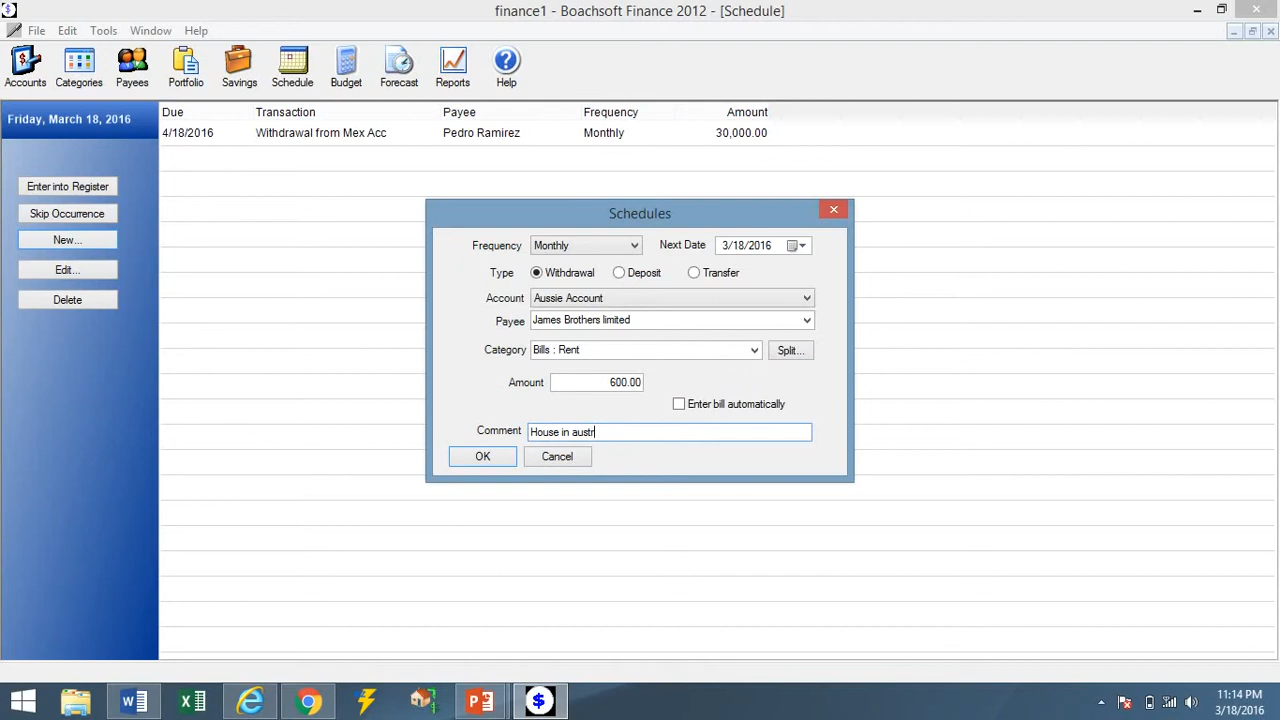 finance1 - Boachsoft Finance 2012 - [Schedule]
File Edit Tools Window Help
Accounts Categories Payees Portfolio Savings Schedule Budget Forecast Reports Help
Friday, March 18, 2016
Due Transaction Payee Frequency Amount
4/18/2016 Withdrawal from Mex Acc Pedro Ramirez Monthly 30,000.00
Enter into Register
Skip Occurrence
New...
Edit...
Delete
Schedules
Frequency Monthly Next Date 3/18/2016
Type Withdrawal Deposit Transfer
Account Aussie Account
Payee James Brothers limited
Category Bills : Rent Split...
Amount 600.00
Enter bill automatically
Comment House in austr
OK Cancel
11:14 PM
3/18/2016